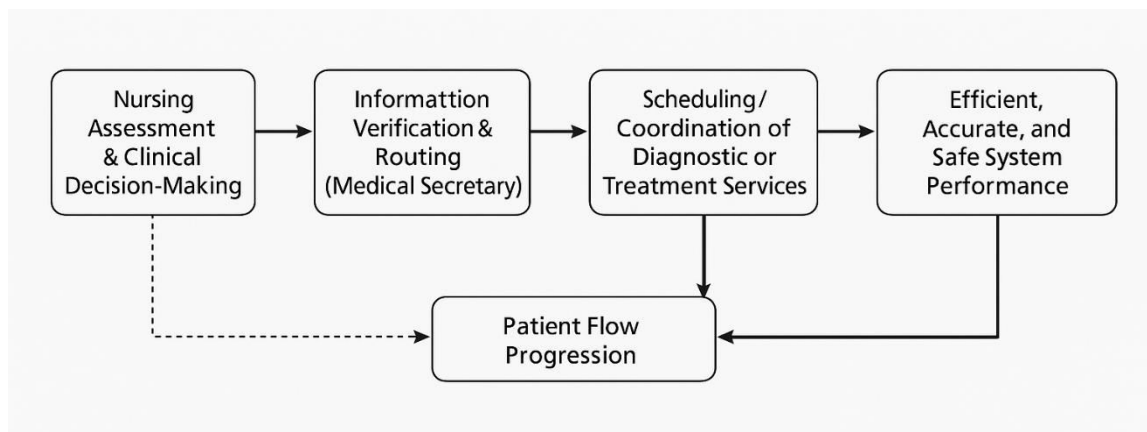 Nursing
Assessment
& Clinical
Decision-Making
Informattion
Verification &
Routing
(Medical Secretary)
Scheduling/
Coordination of
Diagnostic or
Treatment Services
Efficient,
Accurate, and
Safe System
Performance
Patient Flow
Progression